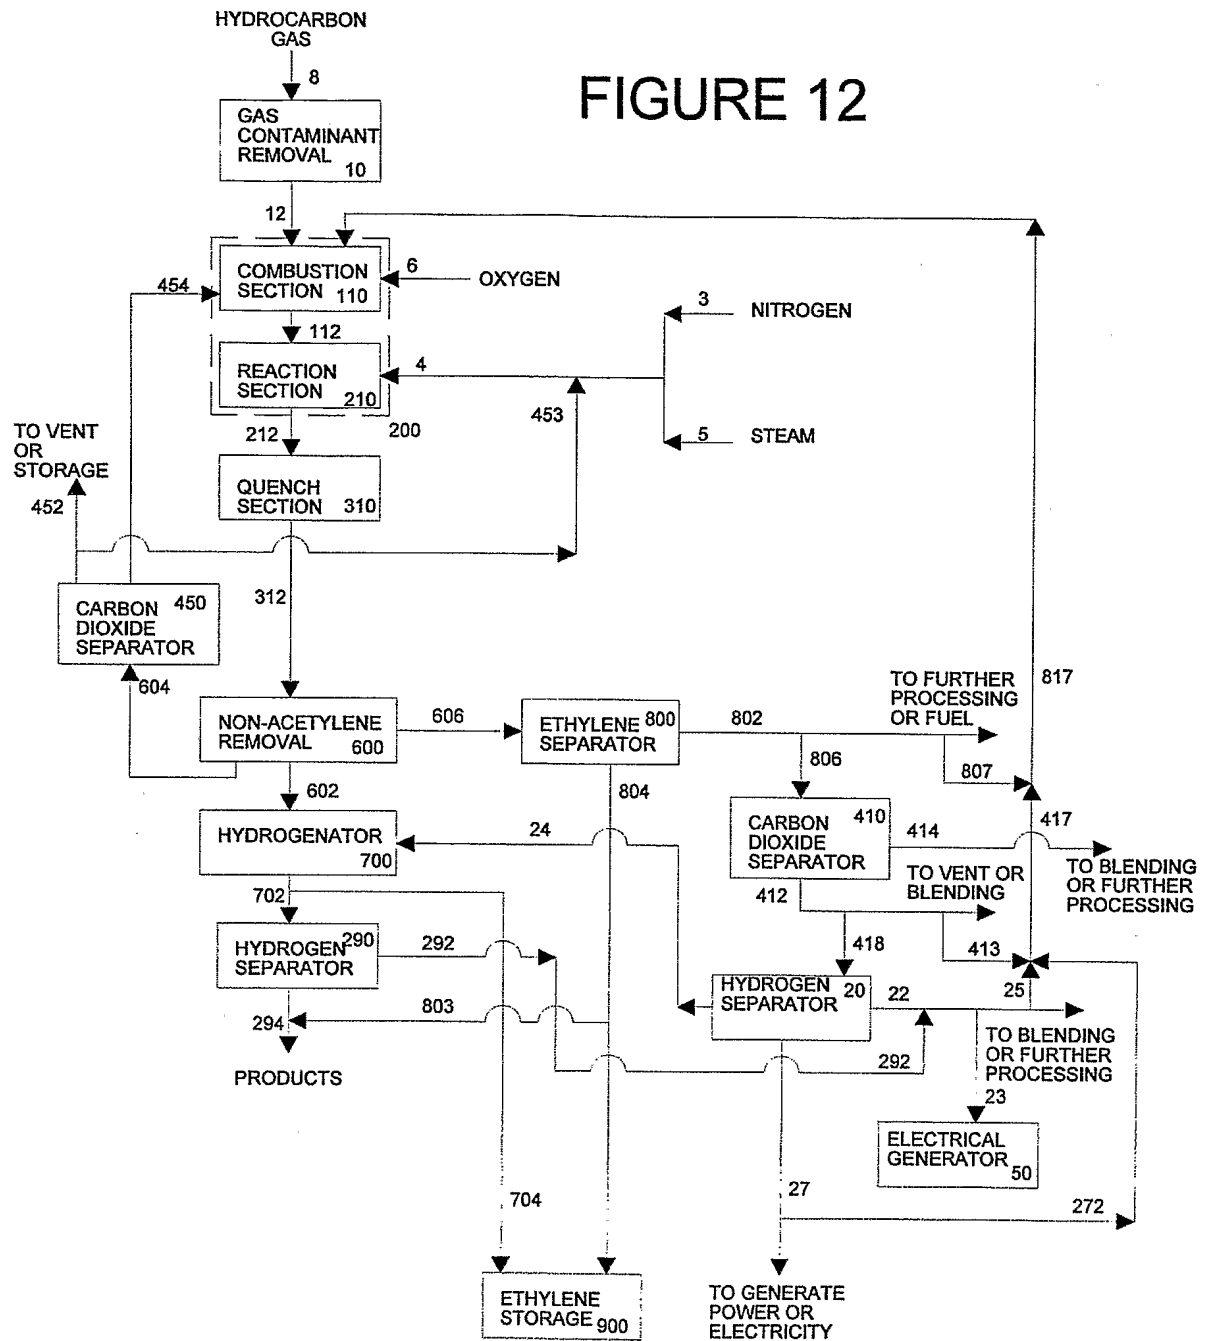 HYDROCARBON
GAS
8
FIGURE 12
GAS
CONTAMINANT
REMOVAL
10
12
COMBUSTION
SECTION
110
6
OXYGEN
454
112
3
NITROGEN
REACTION
SECTION
210
4
453
212
200
5
STEAM
TO VENT
OR
STORAGE
452
QUENCH
SECTION
310
312
CARBON
DIOXIDE
SEPARATOR
450
604
817
TO FURTHER
PROCESSING
OR FUEL
NON-ACETYLENE
REMOVAL
600
606
ETHYLENE
SEPARATOR
800
802
806
807
602
804
HYDROGENATOR
700
24
CARBON
DIOXIDE
SEPARATOR
410
414
417
TO BLENDING
OR FURTHER
PROCESSING
TO VENT OR
BLENDING
412
702
418
413
HYDROGEN
SEPARATOR
290
292
HYDROGEN
SEPARATOR
20
22
25
803
294
PRODUCTS
292
TO BLENDING
OR FURTHER
PROCESSING
23
ELECTRICAL
GENERATOR
50
704
27
272
ETHYLENE
STORAGE
900
TO GENERATE
POWER OR
ELECTRICITY